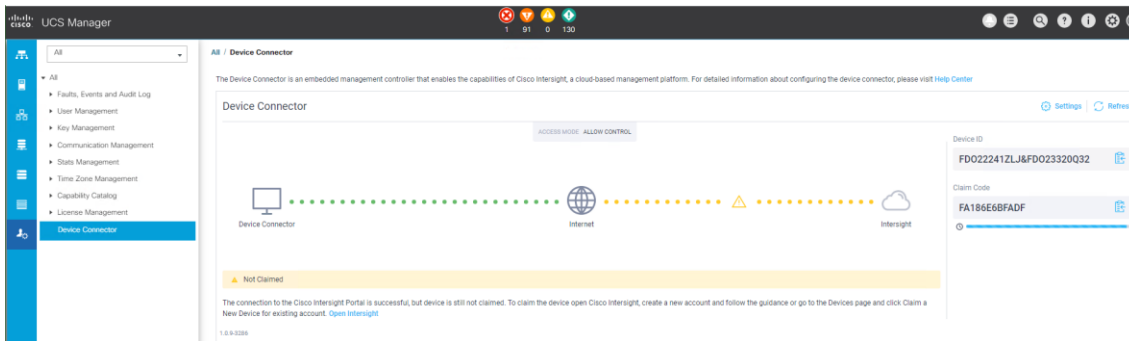 cisco UCS Manager
1 91 0 130
All
All
Faults, Events and Audit Log
User Management
Key Management
Communication Management
Stats Management
Time Zone Management
Capability Catalog
License Management
Device Connector
All / Device Connector
The Device Connector is an embedded management controller that enables the capabilities of Cisco Intersight, a cloud-based management platform. For detailed information about configuring the device connector, please visit Help Center
Device Connector
Settings
Refres
ACCESS MODE ALLOW CONTROL
Device Connector
Internet
Intersight
Device ID
FDO22241ZLJ&FDO23320Q32
Claim Code
FA186E6BFADF
Not Claimed
The connection to the Cisco Intersight Portal is successful, but device is still not claimed. To claim the device open Cisco Intersight, create a new account and follow the guidance or go to the Devices page and click Claim a
New Device for existing account. Open Intersight
1.0.9-3286